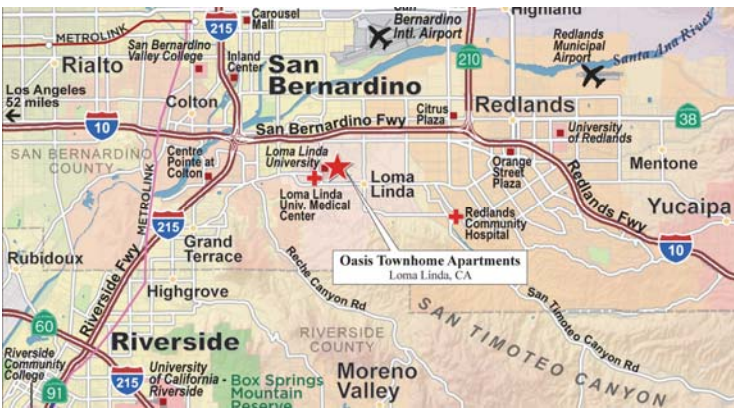 215
Carousel
Mall
San
Bernardino
Intl. Airport
Highland
METROLINK
San Bernardino
Valley College
Inland
Center
210
Redlands
Municipal
Airport
Santa Ana River
Rialto
San
Bernardino
Los Angeles
52 miles
Colton
Citrus
Plaza
Redlands
38
10
San Bernardino Fwy
University
of Redlands
SAN BERNARDINO
COUNTY
Centre
Pointe at
Colton
Loma Linda
University
Orange
Street
Plaza
Mentone
METROLINK
Loma Linda
Univ. Medical
Center
Loma
Linda
Redlands Fwy
Yucaipa
215
Redlands
Community
Hospital
Grand
Terrace
10
Rubidoux
Riverside Fwy
Oasis Townhome Apartments
Loma Linda, CA
Reche Canyon Rd
Highgrove
San Timoteo Canyon Rd
SAN TIMOTEO CANYON
60
Riverside
RIVERSIDE
COUNTY
Riverside
Community
College
215
University
of California -
Riverside
Box Springs
Mountain
Reserve
Moreno
Valley
91